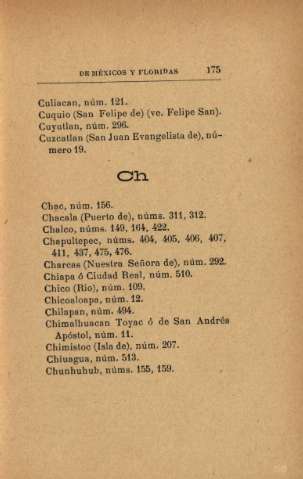 DE MÉXICOS Y FLORIDAS 175
Culiacan, núm. 121.
Cuquio (San Felipe de) (ve. Felipe San).
Cuyutlan, núm. 296.
Cuzcatlan (San Juan Evangelista de), nú-
mero 19.
Ch
Chac, núm. 156.
Chacala (Puerto de), núms. 311, 312.
Chalco, núms. 149, 164, 422.
Chapultepec, núms. 404, 405, 406, 407,
411, 437, 475, 476.
Charcas (Nuestra Señora de), núm. 292.
Chiapa ó Ciudad Real, núm. 510.
Chico (Río), núm. 109.
Chicoaloapa, núm. 12.
Chilapan, núm. 494.
Chimalhuacan Toyac ó de San Andrés
Apóstol, núm. 11.
Chimistoc (Isla de), núm. 207.
Chiuagua, núm. 513.
Chunhuhub, núms. 155, 159.